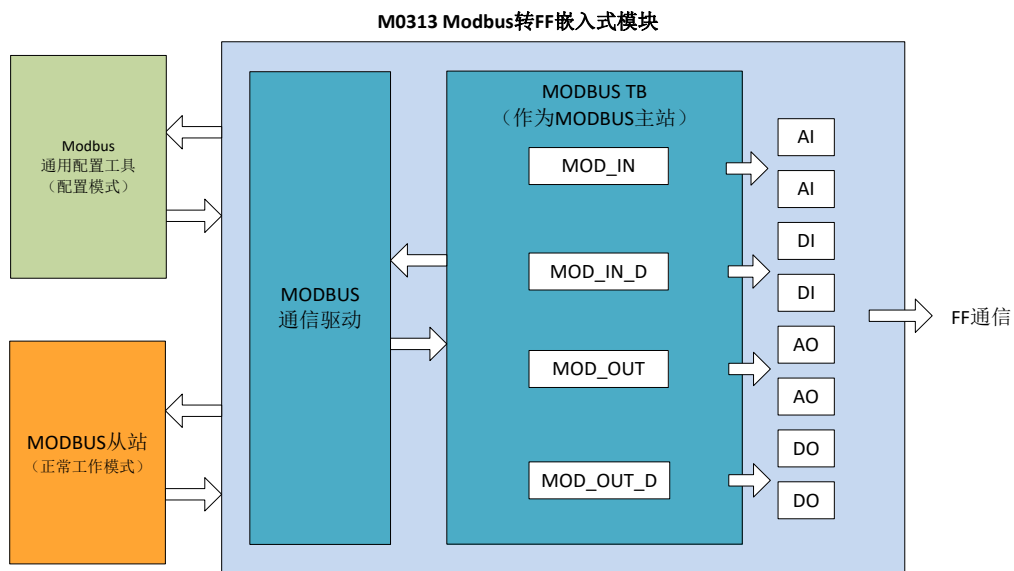 M0313 Modbus转FF嵌入式模块
Modbus
通用配置工具
（配置模式）
MODBUS从站
（正常工作模式）
MODBUS
通信驱动
MODBUS TB
（作为MODBUS主站）
MOD_IN
MOD_IN_D
MOD_OUT
MOD_OUT_D
AI
AI
DI
DI
AO
AO
DO
DO
FF通信